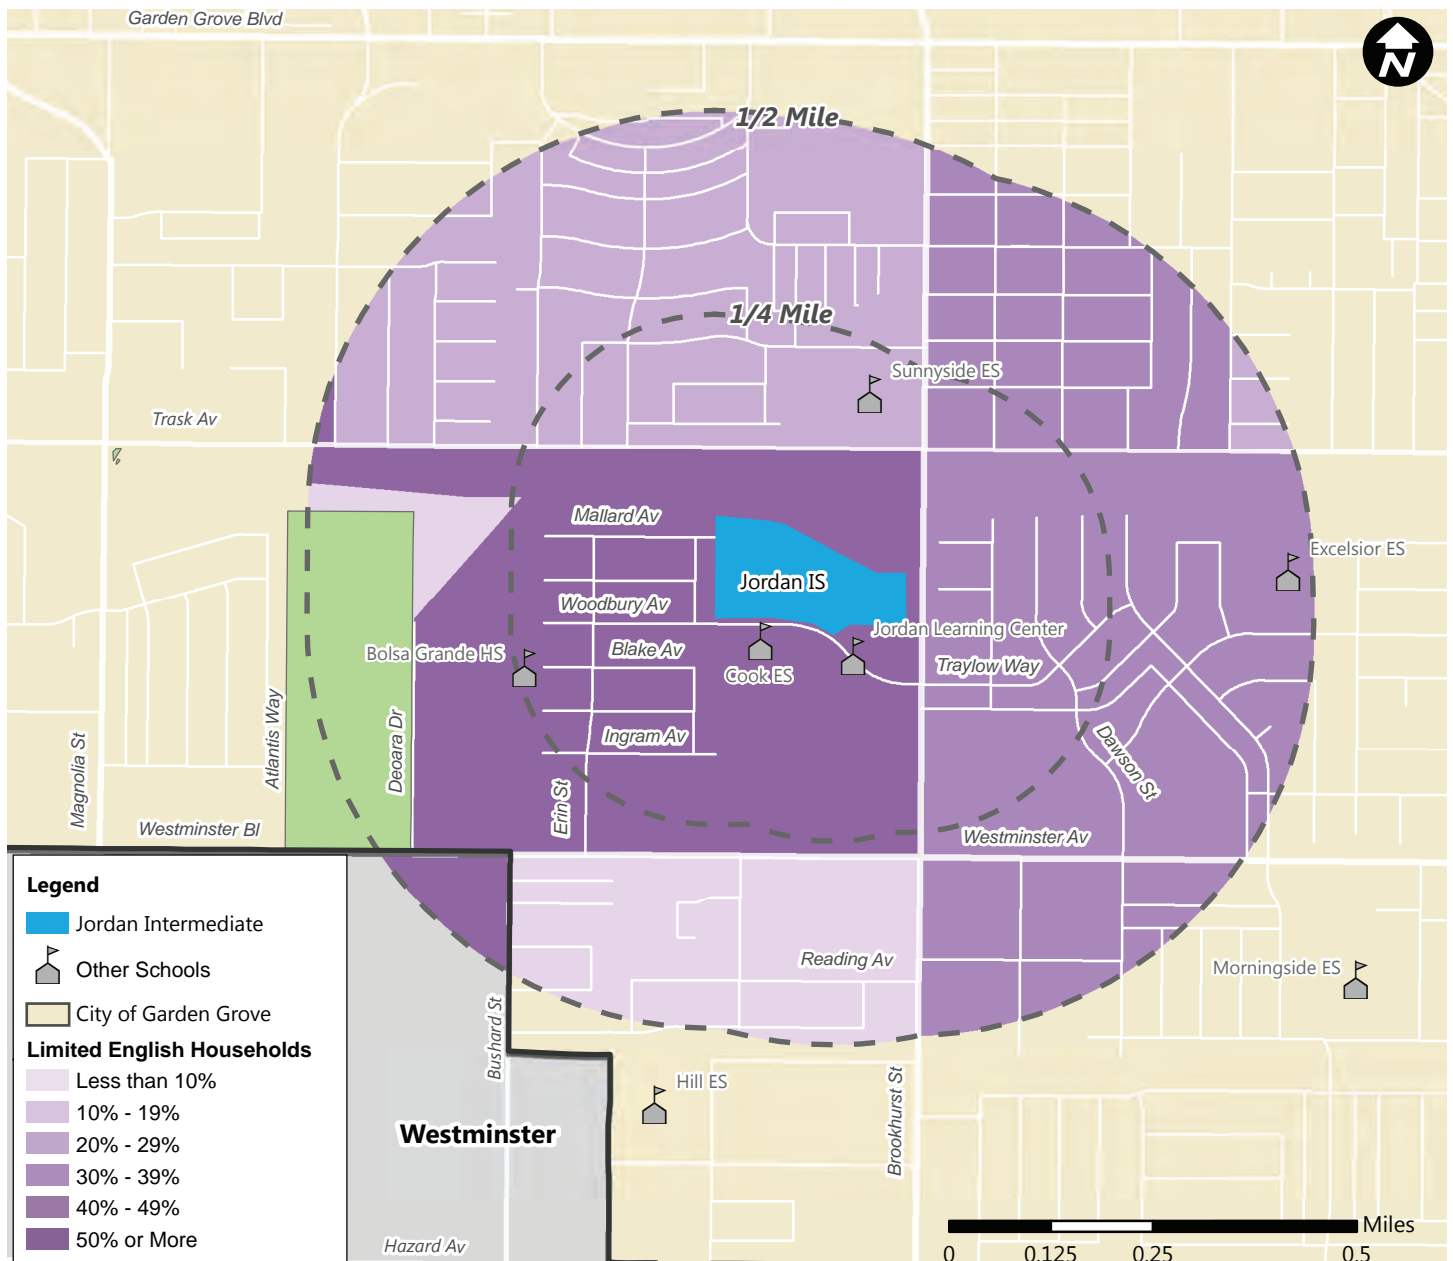 Garden Grove Blvd
N
1/2 Mile
1/4 Mile
Sunnyside ES
Trask Av
Mallard Av
Excelsior ES
Jordan IS
Woodbury Av
Jordan Learning Center
Blake Av
Bolsa Grande HS
Cook ES
Traylow Way
Atlantis Way
Deoara Dr
Ingram Av
Dawson St
Magnolia St
Erin St
Westminster Bl
Westminster Av
Reading Av
Morningside ES
Bushard St
Hill ES
Brookhurst St
Westminster
Hazard Av
Legend
Jordan Intermediate
Other Schools
City of Garden Grove
Limited English Households
Less than 10%
10% - 19%
20% - 29%
30% - 39%
40% - 49%
50% or More
Miles
0 0.125 0.25 0.5